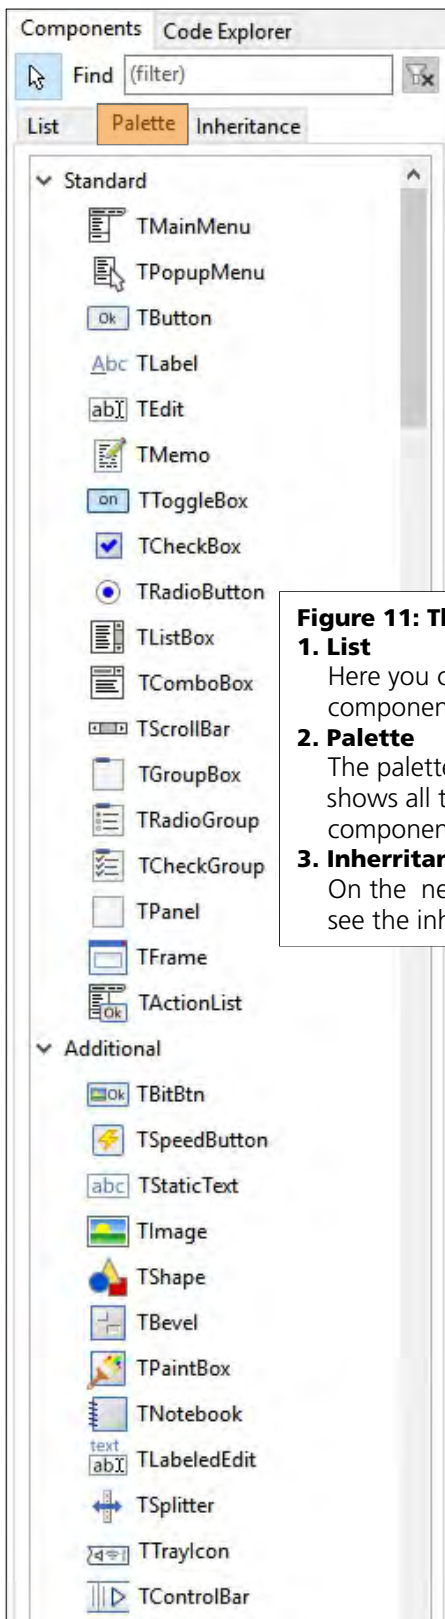 Components Code Explorer
Find (filter)
List Palette Inheritance
Standard
TMainMenu
TPopupMenu
Ok TButton
Abc TLabel
ab TEdit
TMemo
on TToggleBox
TCheckBox
TRadioButton
TListBox
TComboBox
TScrollBar
TGroupBox
TRadioGroup
TCheckGroup
TPanel
TFrame
Ok TActionList
Additional
Ok TBitBtn
TSpeedButton
abc TStaticText
TImage
TShape
TBevel
TPaintBox
TNotebook
text
ab TLabeledEdit
TSplitter
TTrayIcon
TControlBar
Figure 11: Th
1. List
Here you c
componen
2. Palette
The palette
shows all t
componen
3. Inherritan
On the ne
see the inh